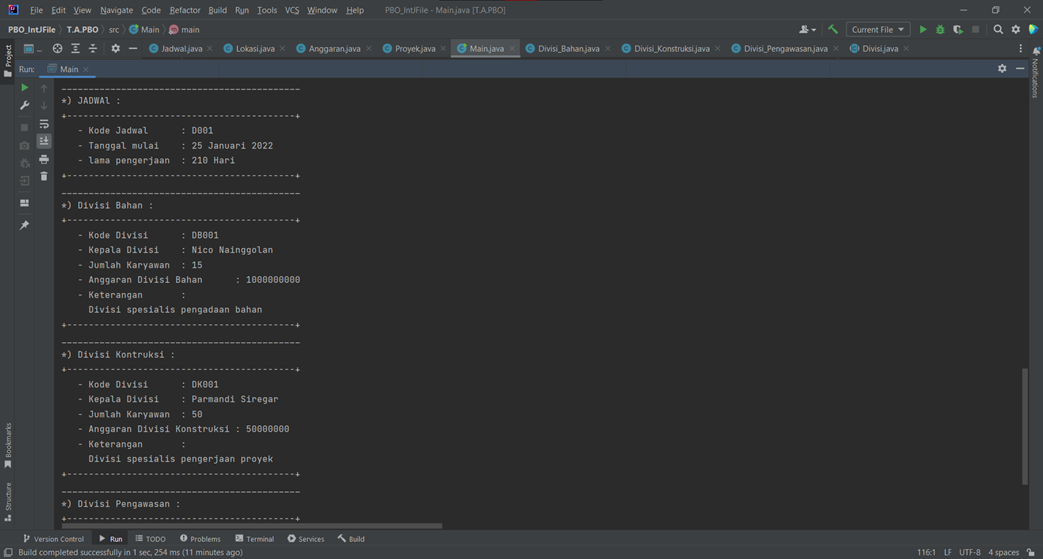 File Edit View Navigate Code Refactor Build Run Tools VCS Window Help PBO_IntJFile - Main.java [T.A.PBO]
PBO_IntJFile T.A.PBO src Main main Current File
Project Jadwal.java Lokasi.java Anggaran.java Proyek.java Main.java Divisi_Bahan.java Divisi_Konstruksi.java Divisi_Pengawasan.java Divisi.java
Notifications
Run: Main
*) JADWAl :
+------------------------------------------+
- Kode Jadwal : D001
- Tanggal mulai : 25 Januari 2022
- lama pengerjaan : 210 Hari
+------------------------------------------+
*) Divisi Bahan :
+------------------------------------------+
- Kode Divisi : DB001
- Kepala Divisi : Nico Nainggolan
- Jumlah Karyawan : 15
- Anggaran Divisi Bahan : 1000000000
- Keterangan :
Divisi spesialis pengadaan bahan
+------------------------------------------+
*) Divisi Kontruksi :
+------------------------------------------+
- Kode Divisi : DK001
- Kepala Divisi : Parmandi Siregar
- Jumlah Karyawan : 50
- Anggaran Divisi Konstruksi : 50000000
- Keterangan :
Divisi spesialis pengerjaan proyek
+------------------------------------------+
*) Divisi Pengawasan :
+------------------------------------------+
Bookmarks
Structure
Version Control Run TODO Problems Terminal Services Build
Build completed successfully in 1 sec, 254 ms (11 minutes ago) 116:1 LF UTF-8 4 spaces